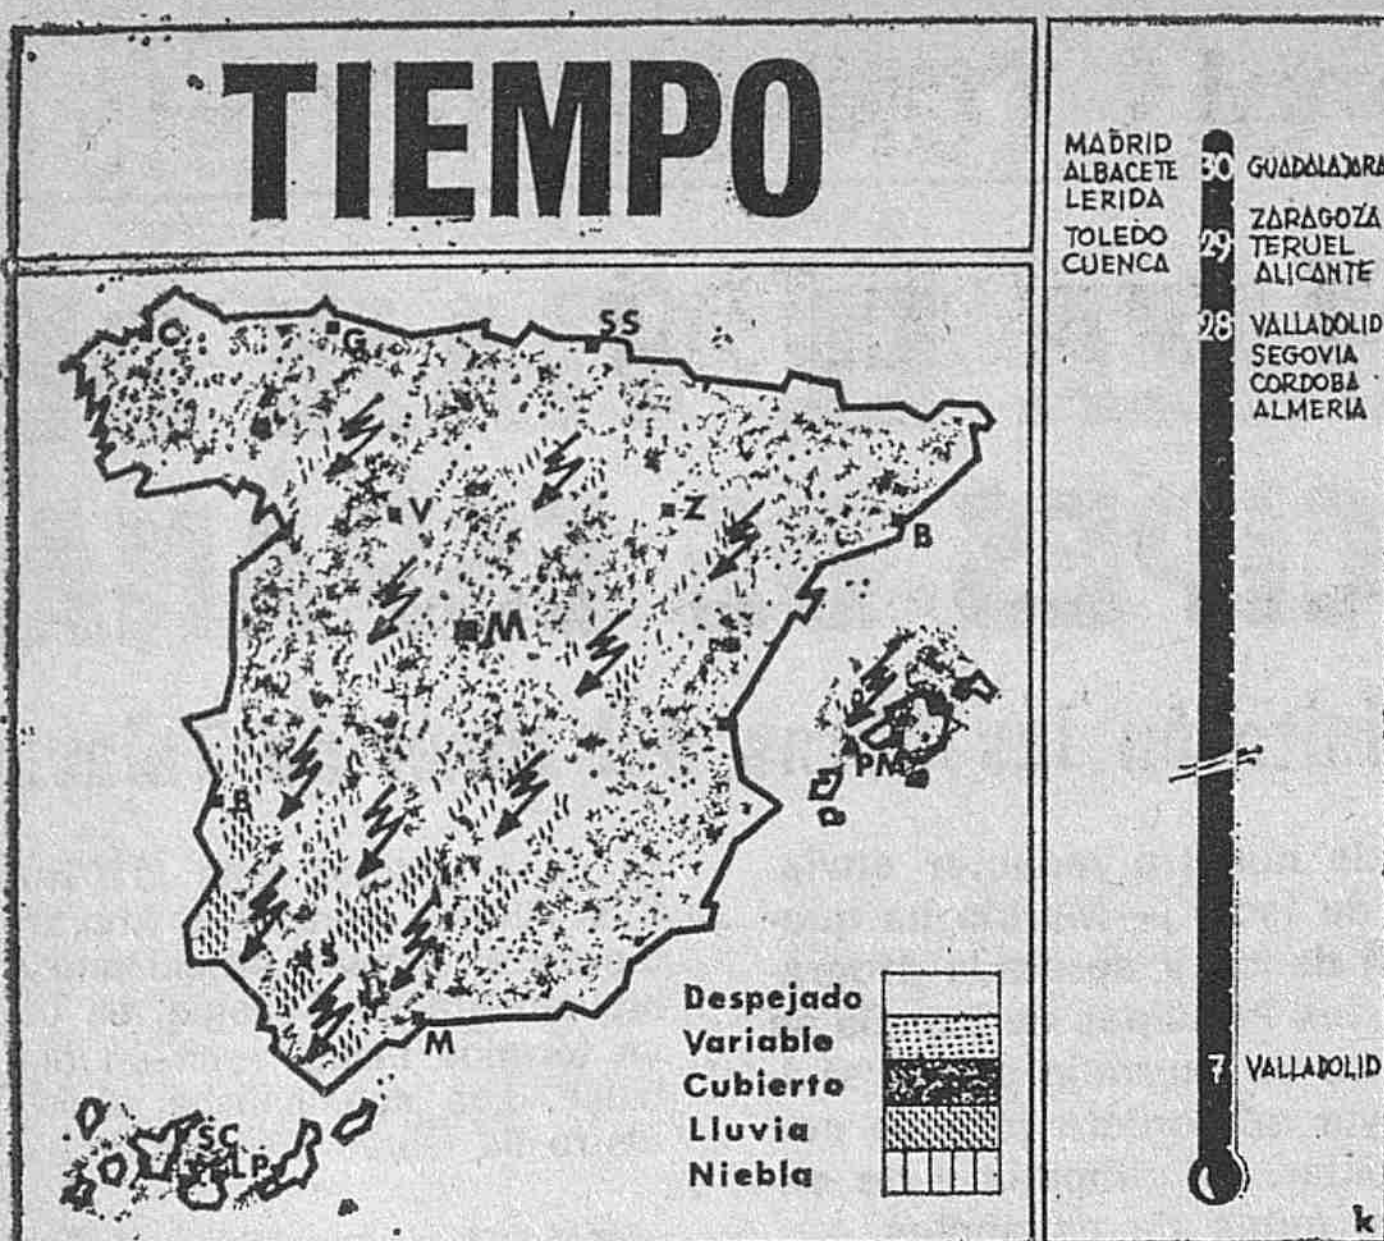 TIEMPO
C
G
SS
V
Z
B
M
B
PM
S
M
SC
LP
Despejado
Variable
Cubierto
Lluvia
Niebla
MADRID
ALBACETE
LERIDA
30 GUADALAJARA
TOLEDO
CUENCA
29
ZARAGOZA
TERUEL
ALICANTE
28 VALLADOLID
SEGOVIA
CORDOBA
ALMERIA
7 VALLADOLID
k